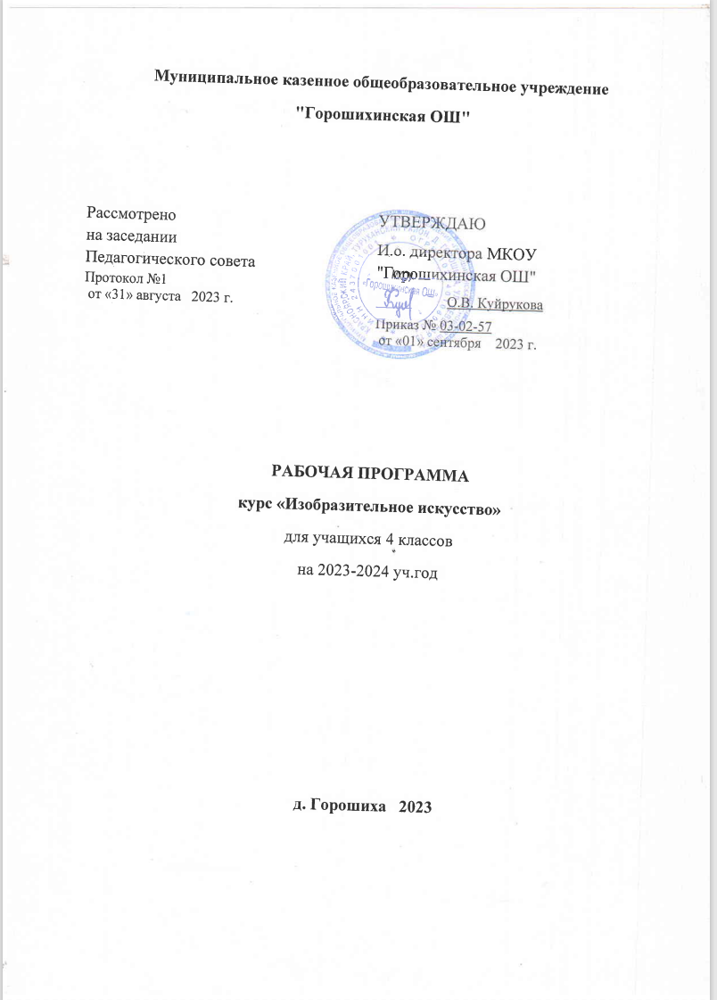 Муниципальное казенное общеобразовательное учреждение
"Горошихинская ОШ"
Рассмотрено
на заседании
Педагогического совета
Протокол №1
от «31» августа 2023 г.
УТВЕРЖДАЮ
И.о. директора МКОУ
"Горошихинская ОШ"
О.В. Куйрукова
Приказ № 03-02-57
от «01» сентября 2023 г.
«Горошихинская ОШ»
РАБОЧАЯ ПРОГРАММА
курс «Изобразительное искусство»
для учащихся 4 классов
на 2023-2024 уч.год
д. Горошиха 2023